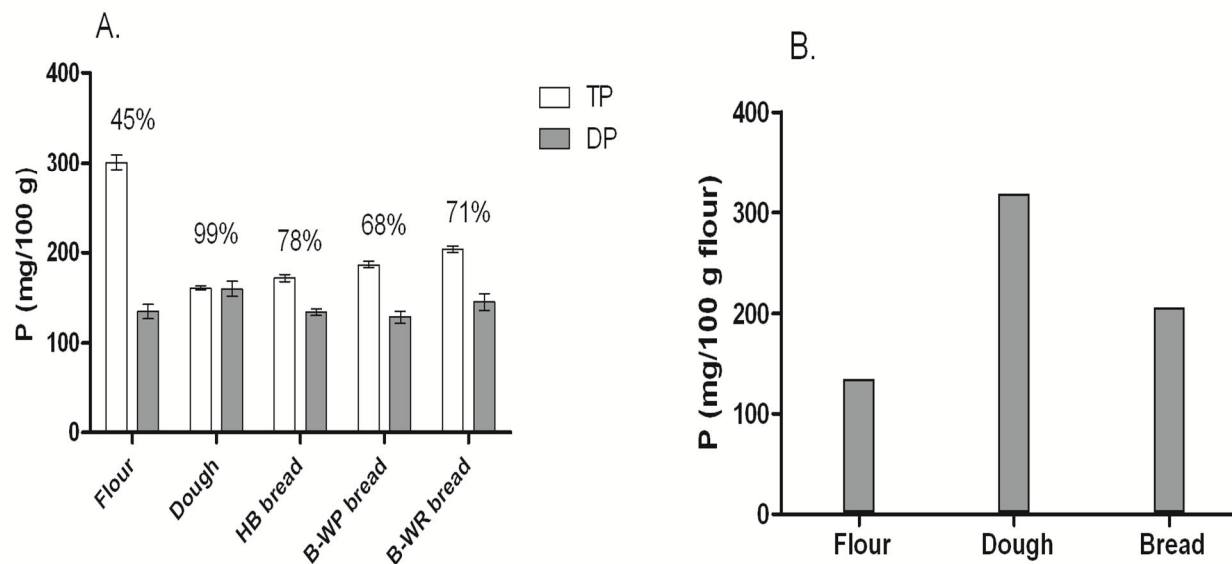 A.
P (mg/100 g)
400
300
200
100
0
45%
99%
78%
68%
71%
TP
DP
Flour
Dough
HB bread
B-WP bread
B-WR bread
B.
P (mg/100 g flour)
400
300
200
100
0
Flour
Dough
Bread